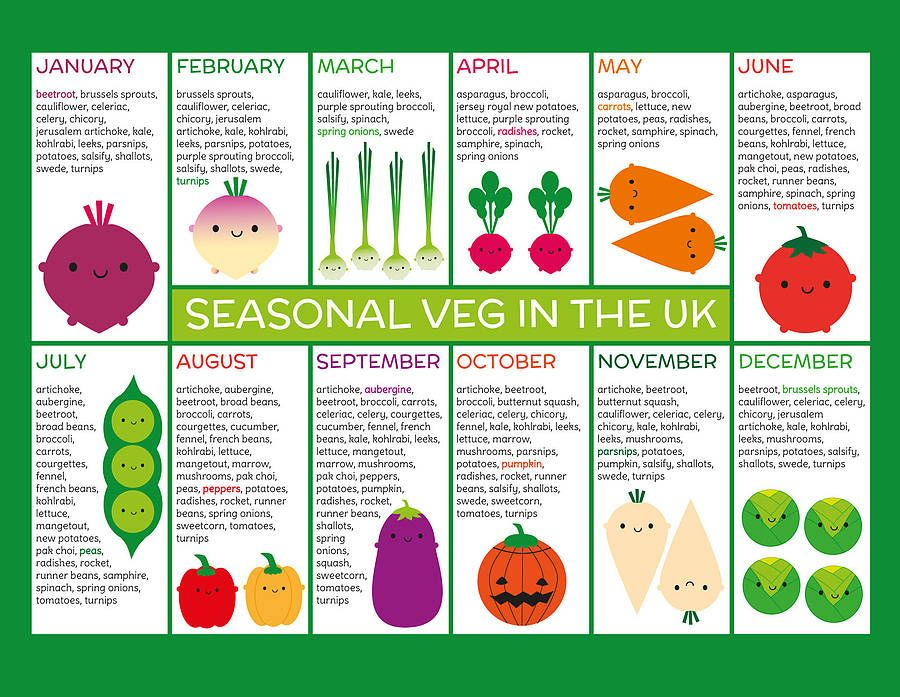 JANUARY
beetroot, brussels sprouts,
cauliflower, celeriac,
celery, chicory,
jerusalem artichoke, kale,
kohlrabi, leeks, parsnips,
potatoes, salsify, shallots,
swede, turnips
FEBRUARY
brussels sprouts,
cauliflower, celeriac,
chicory, jerusalem
artichoke, kale, kohlrabi,
leeks, parsnips, potatoes,
purple sprouting broccoli,
salsify, shallots, swede,
turnips
MARCH
cauliflower, kale, leeks,
purple sprouting broccoli,
salsify, spinach,
spring onions, swede
APRIL
asparagus, broccoli,
jersey royal new potatoes,
lettuce, purple sprouting
broccoli, radishes, rocket,
samphire, spinach,
spring onions
MAY
asparagus, broccoli,
carrots, lettuce, new
potatoes, peas, radishes,
rocket, samphire, spinach,
spring onions
JUNE
artichoke, asparagus,
aubergine, beetroot, broad
beans, broccoli, carrots,
courgettes, fennel, french
beans, kohlrabi, lettuce,
mangetout, new potatoes,
pak choi, peas, radishes,
rocket, runner beans,
samphire, spinach, spring
onions, tomatoes, turnips
SEASONAL VEG IN THE UK
JULY
artichoke,
aubergine,
beetroot,
broad beans,
broccoli,
carrots,
courgettes,
fennel,
french beans,
kohlrabi,
lettuce,
mangetout,
new potatoes,
pak choi, peas,
radishes, rocket,
runner beans, samphire,
spinach, spring onions,
tomatoes, turnips
AUGUST
artichoke, aubergine,
beetroot, broad beans,
broccoli, carrots,
courgettes, cucumber,
fennel, french beans,
kohlrabi, lettuce,
mangetout, marrow,
mushrooms, pak choi,
peas, peppers, potatoes,
radishes, rocket, runner
beans, spring onions,
sweetcorn, tomatoes,
turnips
SEPTEMBER
artichoke, aubergine,
beetroot, broccoli, carrots,
celeriac, celery, courgettes,
cucumber, fennel, french
beans, kale, kohlrabi, leeks,
lettuce, mangetout,
marrow, mushrooms,
pak choi, peppers,
potatoes, pumpkin,
radishes, rocket,
runner beans,
shallots,
spring
onions,
squash,
sweetcorn,
tomatoes,
turnips
OCTOBER
artichoke, beetroot,
broccoli, butternut squash,
celeriac, celery, chicory,
fennel, kale, kohlrabi, leeks,
lettuce, marrow,
mushrooms, parsnips,
potatoes, pumpkin,
radishes, rocket, runner
beans, salsify, shallots,
swede, sweetcorn,
tomatoes, turnips
NOVEMBER
artichoke, beetroot,
butternut squash,
cauliflower, celeriac, celery,
chicory, kale, kohlrabi,
leeks, mushrooms,
parsnips, potatoes,
pumpkin, salsify, shallots,
swede, turnips
DECEMBER
beetroot, brussels sprouts,
cauliflower, celeriac, celery,
chicory, jerusalem
artichoke, kale, kohlrabi,
leeks, mushrooms,
parsnips, potatoes, salsify,
shallots, swede, turnips